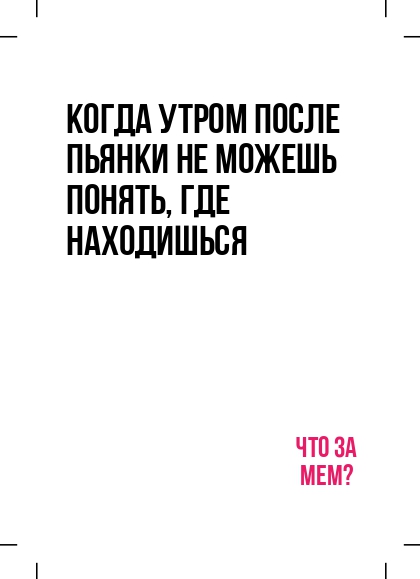 КОГДА УТРОМ ПОСЛЕ
ПЬЯНКИ НЕ МОЖЕШЬ
ПОНЯТЬ, ГДЕ
НАХОДИШЬСЯ
ЧТО ЗА
МЕМ?